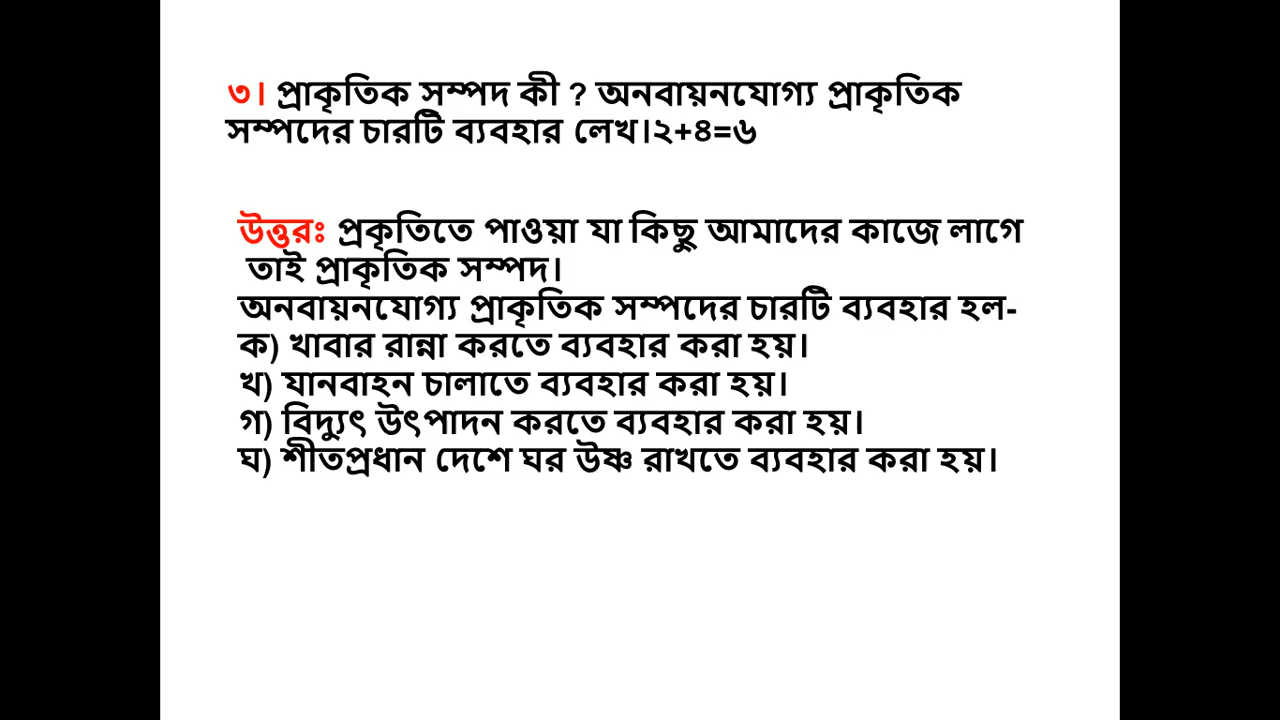 ৩। প্রাকৃতিক সম্পদ কী ? অনবায়নযোগ্য প্রাকৃতিক
সম্পদের চারটি ব্যবহার লেখ।২+৪=৬
উত্তরঃ প্রকৃতিতে পাওয়া যা কিছু আমাদের কাজে লাগে
তাই প্রাকৃতিক সম্পদ।
অনবায়নযোগ্য প্রাকৃতিক সম্পদের চারটি ব্যবহার হল-
ক) খাবার রান্না করতে ব্যবহার করা হয়।
খ) যানবাহন চালাতে ব্যবহার করা হয়।
গ) বিদ্যুৎ উৎপাদন করতে ব্যবহার করা হয়।
ঘ) শীতপ্রধান দেশে ঘর উষ্ণ রাখতে ব্যবহার করা হয়।